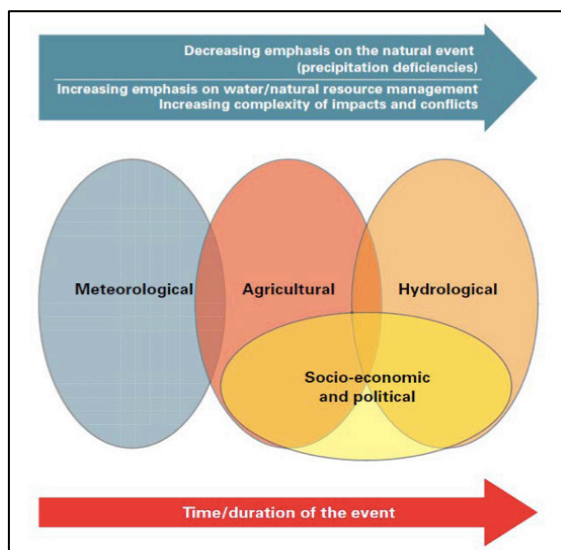 Decreasing emphasis on the natural event
(precipitation deficiencies)
Increasing emphasis on water/natural resource management
Increasing complexity of impacts and conflicts
Meteorological
Agricultural
Hydrological
Socio-economic
and political
Time/duration of the event